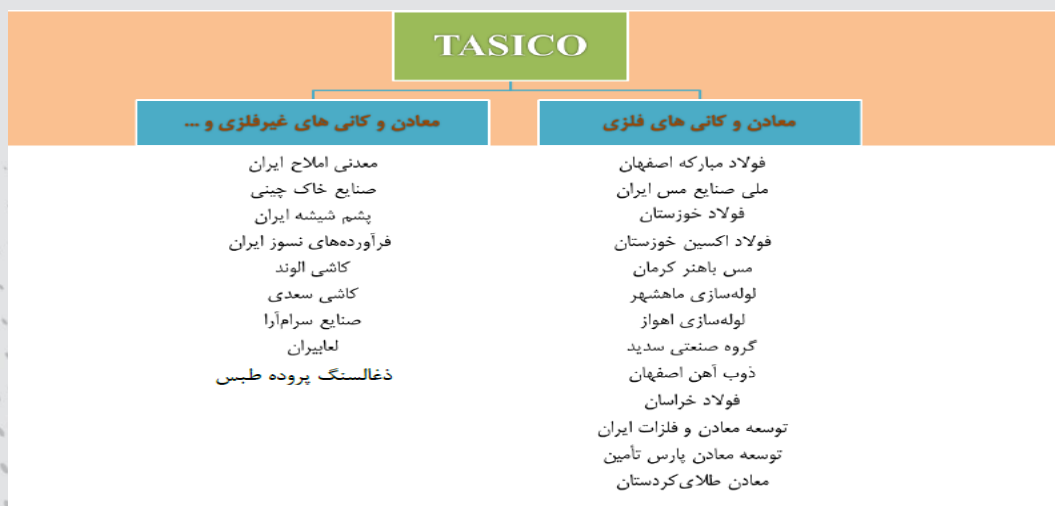 TASICO
معادن و کانی های فلزی
فولاد مبارکه اصفهان
ملی صنایع مس ایران
فولاد خوزستان
فولاد اکسین خوزستان
مس باهنر کرمان
لوله‌سازی ماهشهر
لوله‌سازی اهواز
گروه صنعتی سدید
ذوب آهن اصفهان
فولاد خراسان
توسعه معادن و فلزات ایران
توسعه معادن پارس تأمین
معادن طلای‌کردستان
معادن و کانی های غیرفلزی و ...
معدنی املاح ایران
صنایع خاک چینی
پشم شیشه ایران
فرآورده‌های نسوز ایران
کاشی الوند
کاشی سعدی
صنایع سرام‌آرا
لعابیران
ذغالسنگ پروده طبس